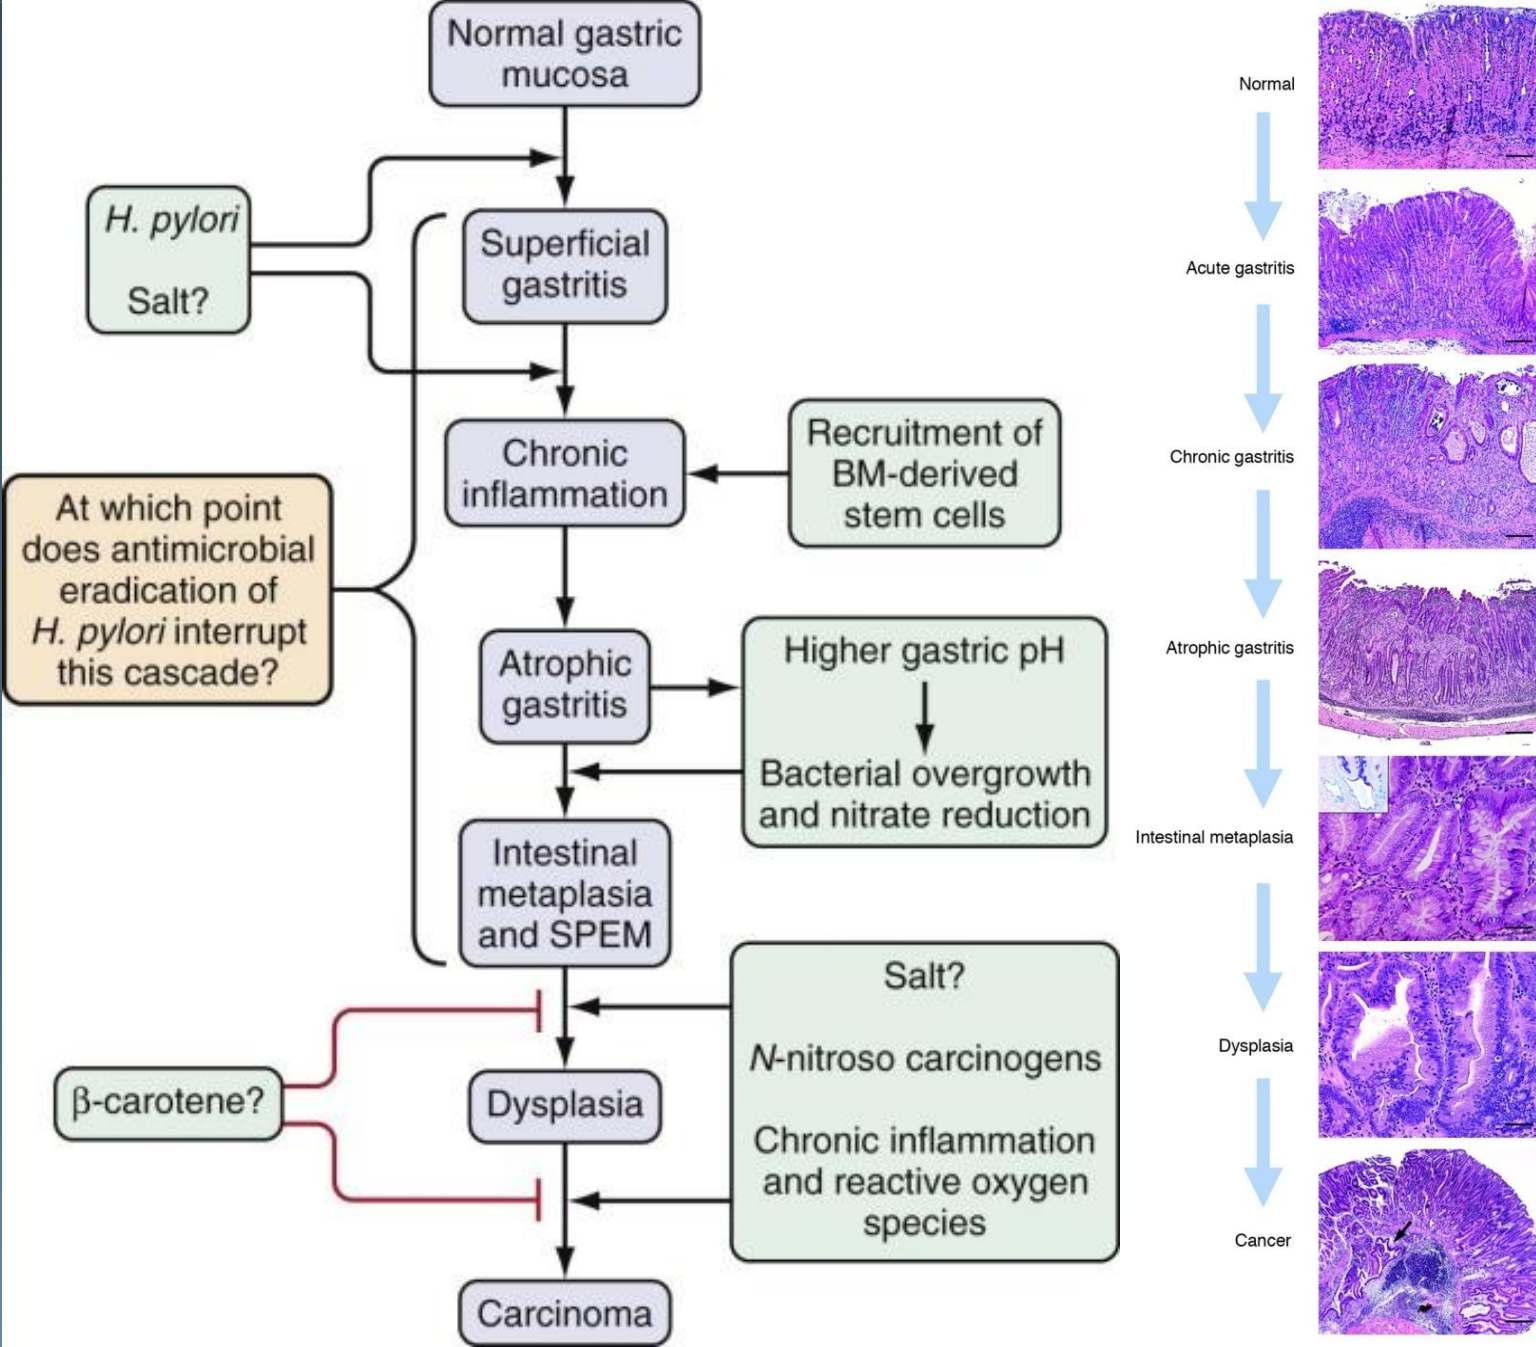 Normal gastric
mucosa
H. pylori
Salt?
Superficial
gastritis
Chronic
inflammation
Recruitment of
BM-derived
stem cells
At which point
does antimicrobial
eradication of
H. pylori interrupt
this cascade?
Atrophic
gastritis
Higher gastric pH
Bacterial overgrowth
and nitrate reduction
Intestinal
metaplasia
and SPEM
Salt?
N-nitroso carcinogens
Chronic inflammation
and reactive oxygen
species
β-carotene?
Dysplasia
Carcinoma
Normal
Acute gastritis
Chronic gastritis
Atrophic gastritis
Intestinal metaplasia
Dysplasia
Cancer